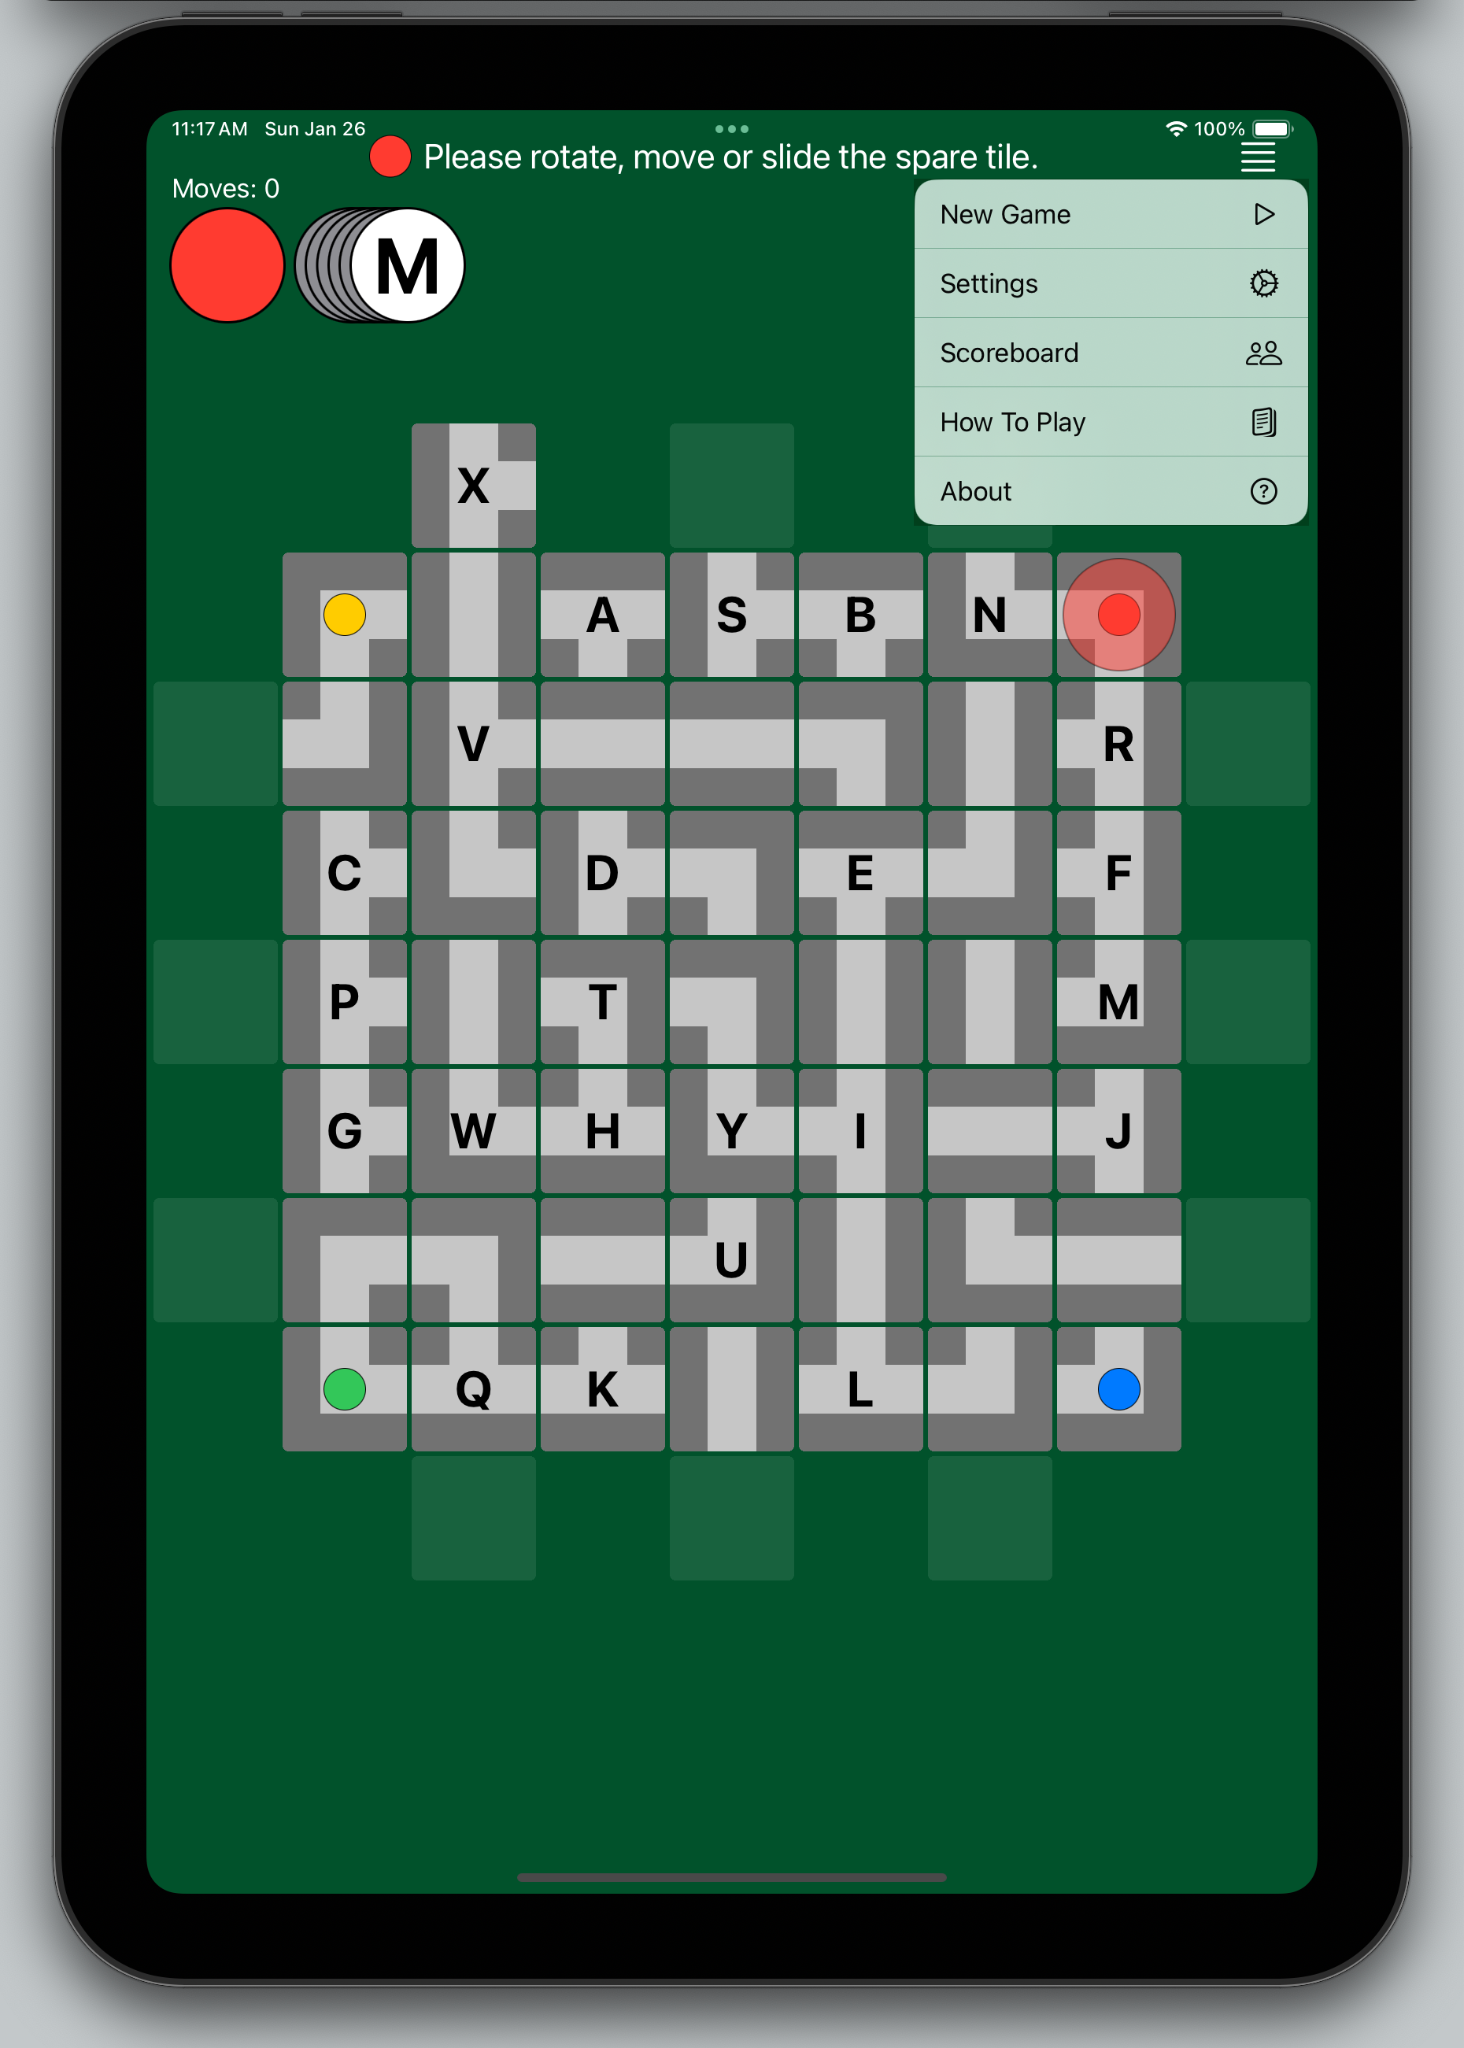 11:17 AM Sun Jan 26
100%
Please rotate, move or slide the spare tile.
Moves: 0
M
New Game
Settings
Scoreboard
How To Play
About
X
A S B N
V R
C D E F
P T M
G W H Y I J
U
Q K L